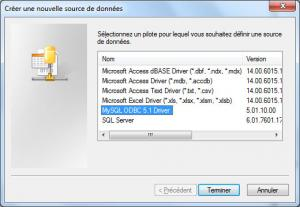 Créer une nouvelle source de données
Sélectionnez un pilote pour lequel vous souhaitez définir une source
de données.
Nom Version
Microsoft Access dBASE Driver (*.dbf, *.ndx, *.mdx) 14.00.6015.1
Microsoft Access Driver (*.mdb, *.accdb) 14.00.6015.1
Microsoft Access Text Driver (*.txt, *.csv) 14.00.6015.1
Microsoft Excel Driver (*.xls, *.xlsx, *.xlsm, *.xlsb) 14.00.6015.1
MySQL ODBC 5.1 Driver 5.01.10.00
SQL Server 6.01.7601.17
< Précédent Terminer Annuler